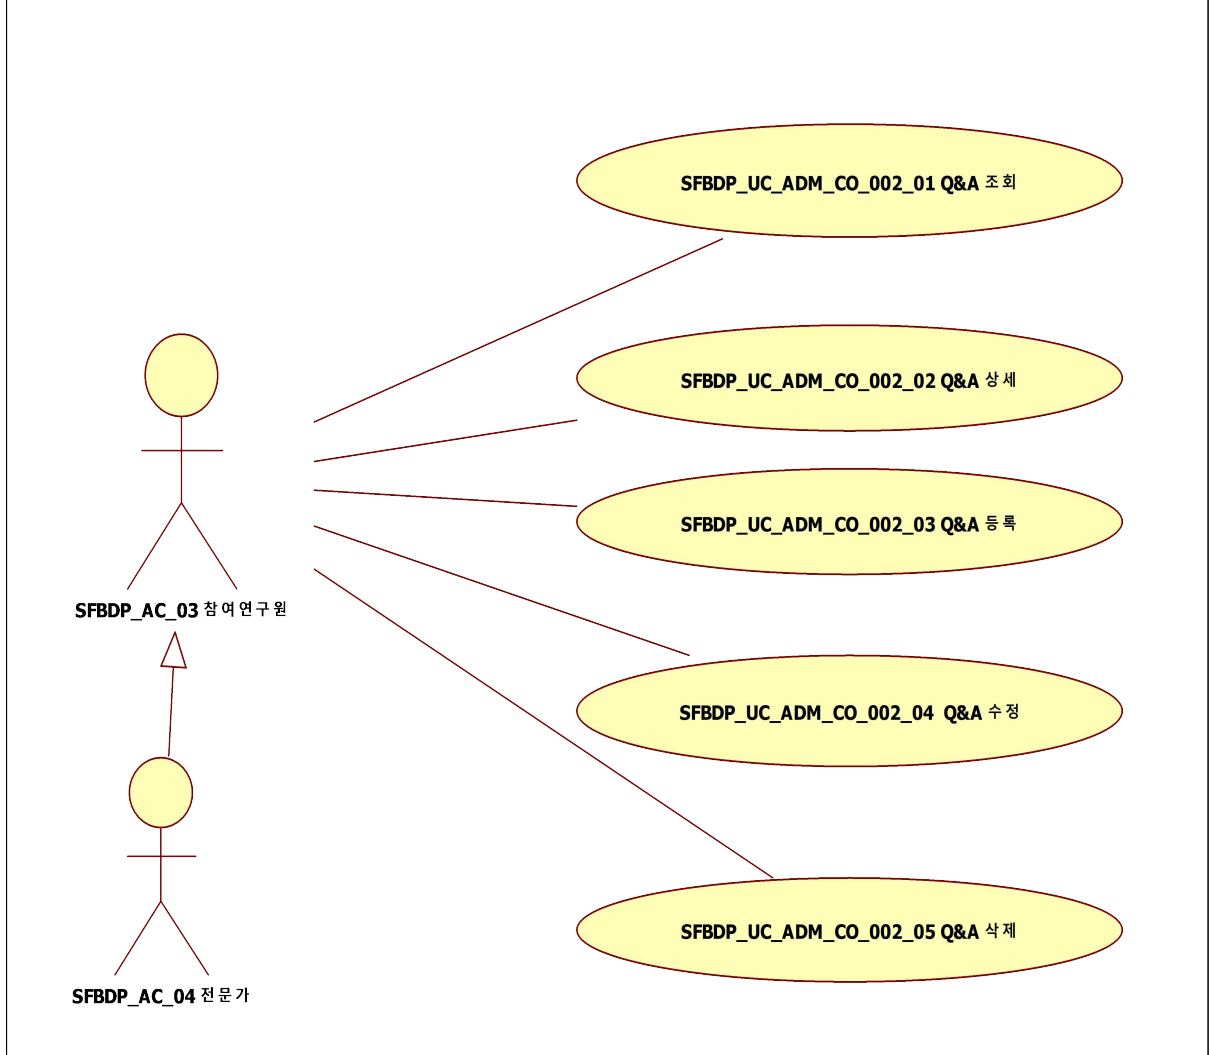 SFBDP_UC_ADM_CO_002_01 Q&A 조회
SFBDP_UC_ADM_CO_002_02 Q&A 상세
SFBDP_UC_ADM_CO_002_03 Q&A 등록
SFBDP_AC_03 참여연구원
SFBDP_UC_ADM_CO_002_04 Q&A 수정
SFBDP_UC_ADM_CO_002_05 Q&A 삭제
SFBDP_AC_04 전문가